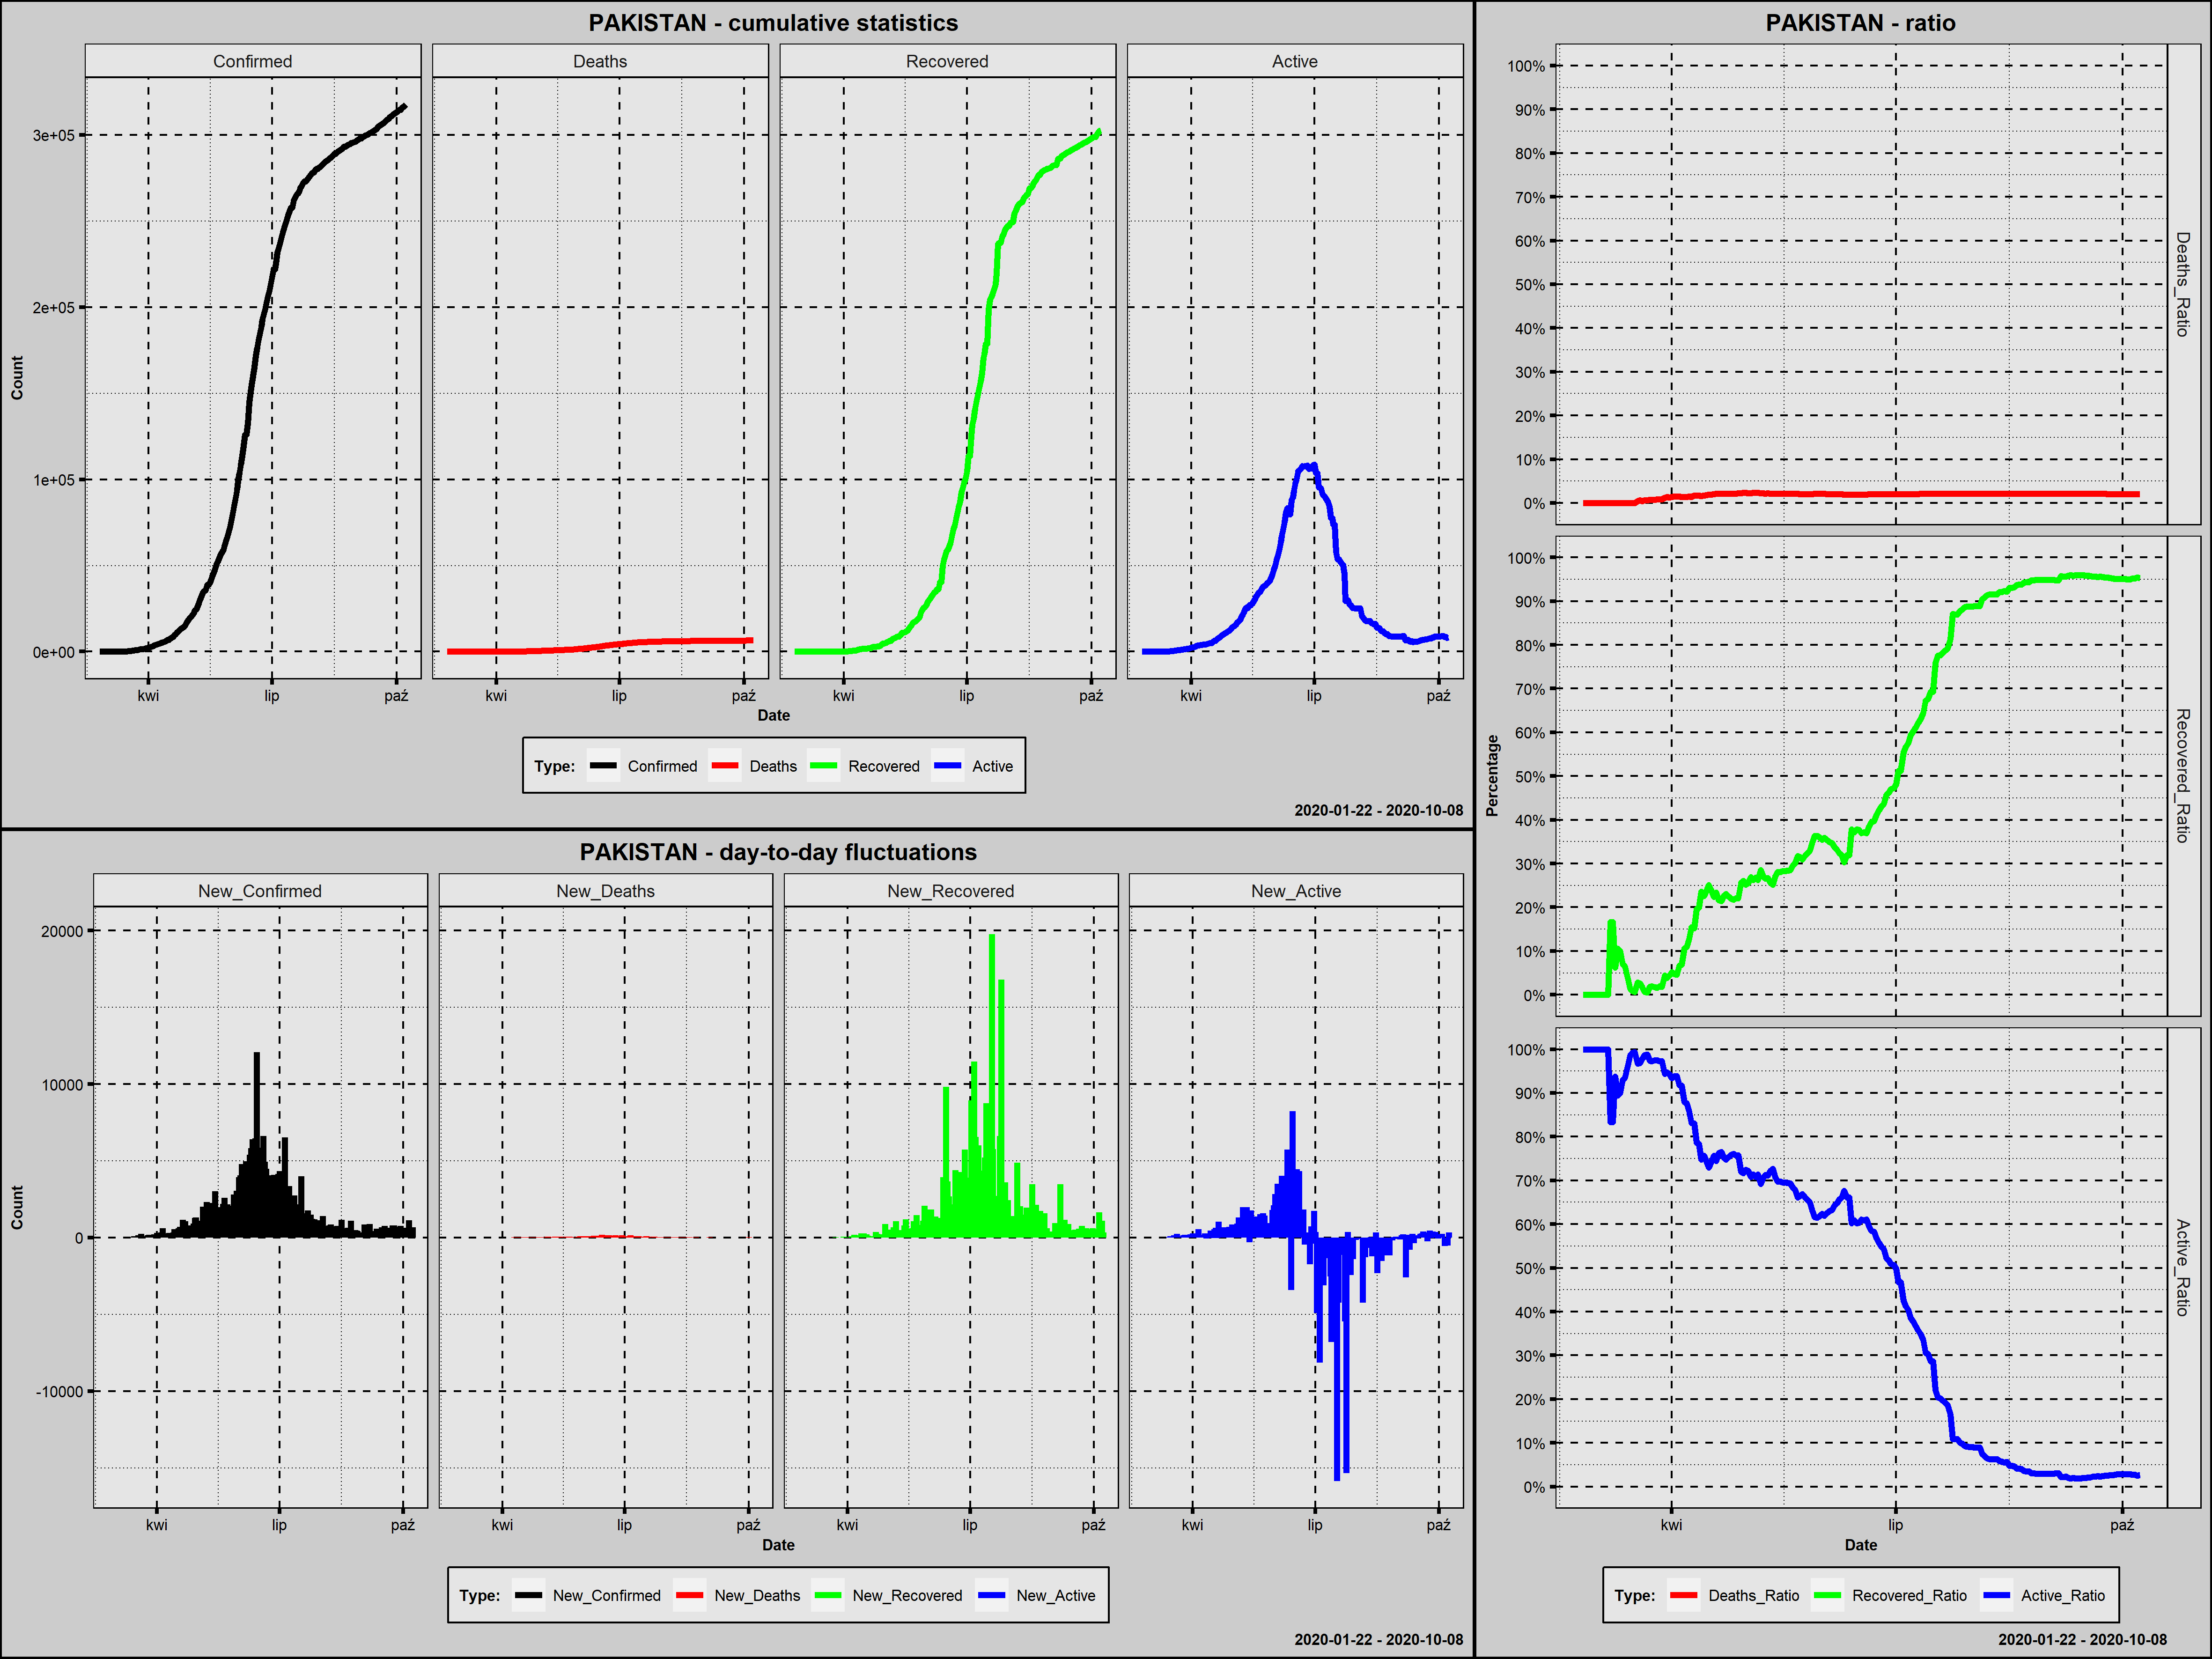 PAKISTAN - cumulative statistics
Confirmed Deaths Recovered Active
Count
3e+05
2e+05
1e+05
0e+00
kwi lip paź kwi lip paź kwi lip paź kwi lip paź
Date
Type: Confirmed Deaths Recovered Active
2020-01-22 - 2020-10-08
PAKISTAN - day-to-day fluctuations
New_Confirmed New_Deaths New_Recovered New_Active
Count
20000
10000
0
-10000
kwi lip paź kwi lip paź kwi lip paź kwi lip paź
Date
Type: New_Confirmed New_Deaths New_Recovered New_Active
2020-01-22 - 2020-10-08
PAKISTAN - ratio
Percentage
100%
90%
80%
70%
60%
50%
40%
30%
20%
10%
0%
Deaths_Ratio
100%
90%
80%
70%
60%
50%
40%
30%
20%
10%
0%
Recovered_Ratio
100%
90%
80%
70%
60%
50%
40%
30%
20%
10%
0%
Active_Ratio
kwi lip paź
Date
Type: Deaths_Ratio Recovered_Ratio Active_Ratio
2020-01-22 - 2020-10-08